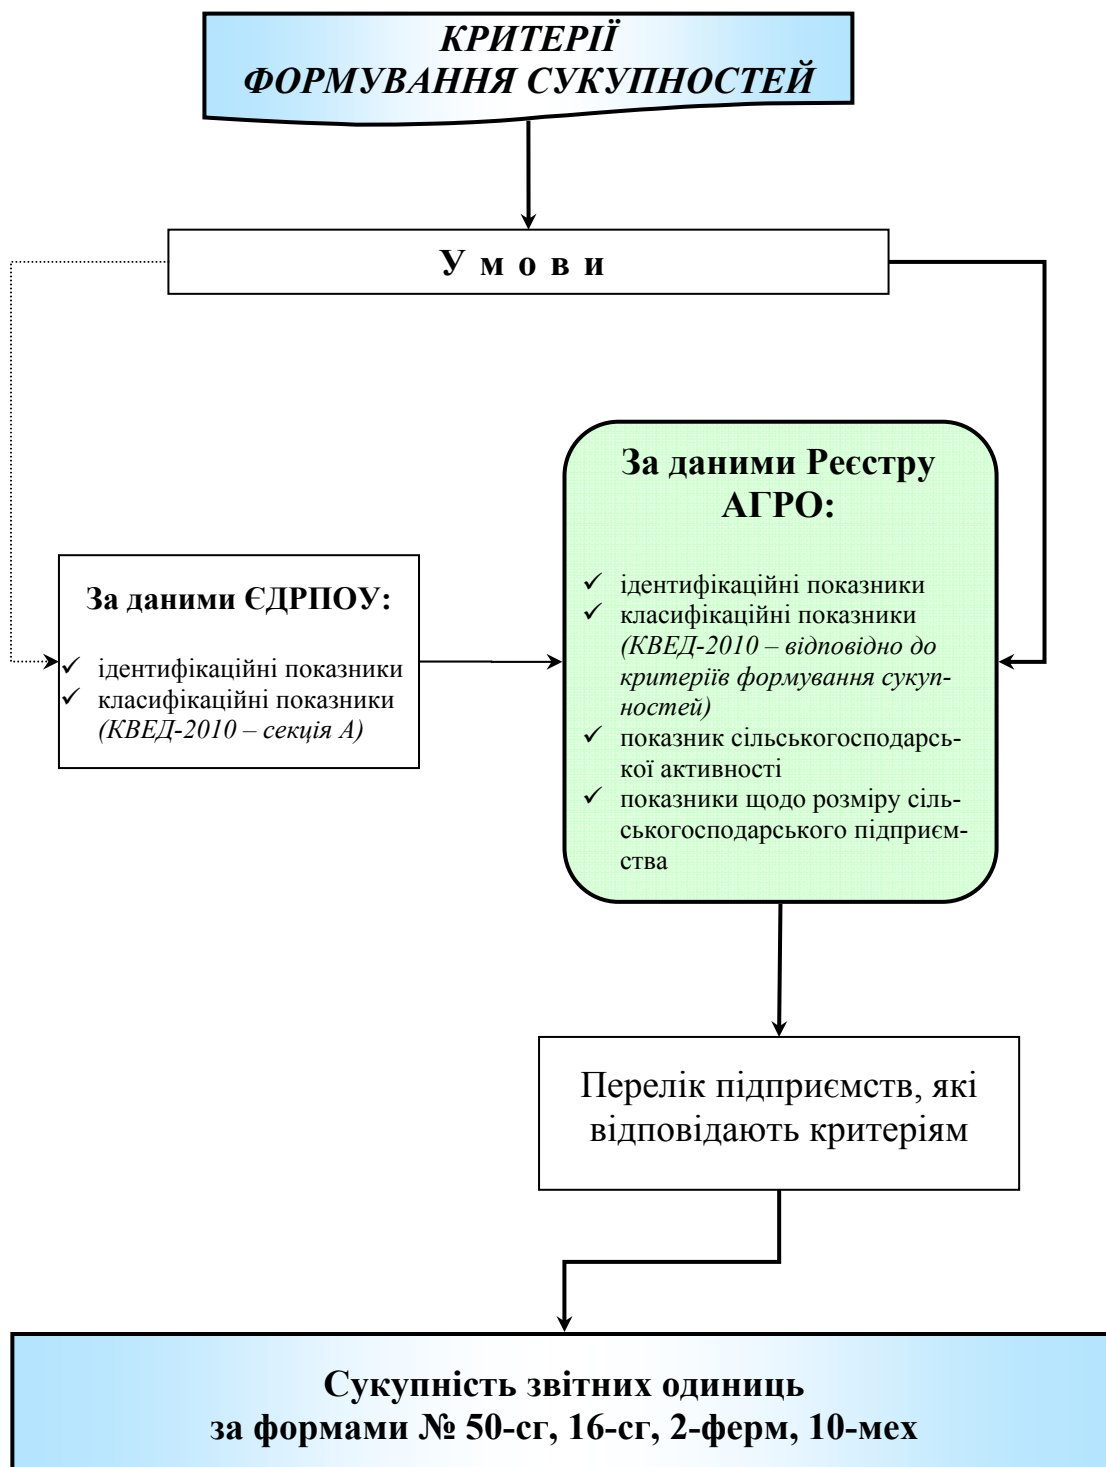 КРИТЕРІЇ
ФОРМУВАННЯ СУКУПНОСТЕЙ
У м о в и
За даними ЄДРПОУ:
✓ ідентифікаційні показники
✓ класифікаційні показники
(КВЕД-2010 – секція А)
За даними Реєстру
АГРО:
✓ ідентифікаційні показники
✓ класифікаційні показники
(КВЕД-2010 – відповідно до
критеріїв формування сукуп-
ностей)
✓ показник сільськогосподарсь-
кої активності
✓ показники щодо розміру сіль-
ськогосподарського підприєм-
ства
Перелік підприємств, які
відповідають критеріям
Сукупність звітних одиниць
за формами № 50-сг, 16-сг, 2-ферм, 10-мех